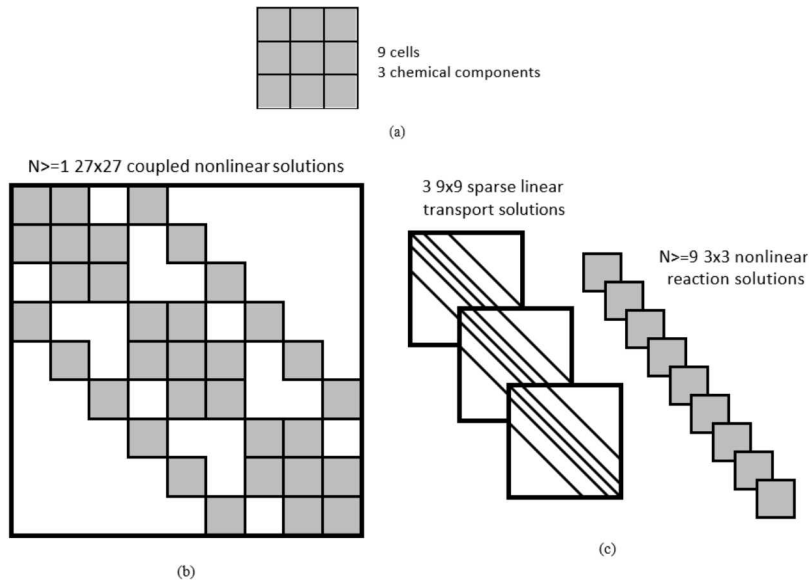 9 cells
3 chemical components
(a)
N>=1 27x27 coupled nonlinear solutions
3 9x9 sparse linear
transport solutions
N>=9 3x3 nonlinear
reaction solutions
(b)
(c)